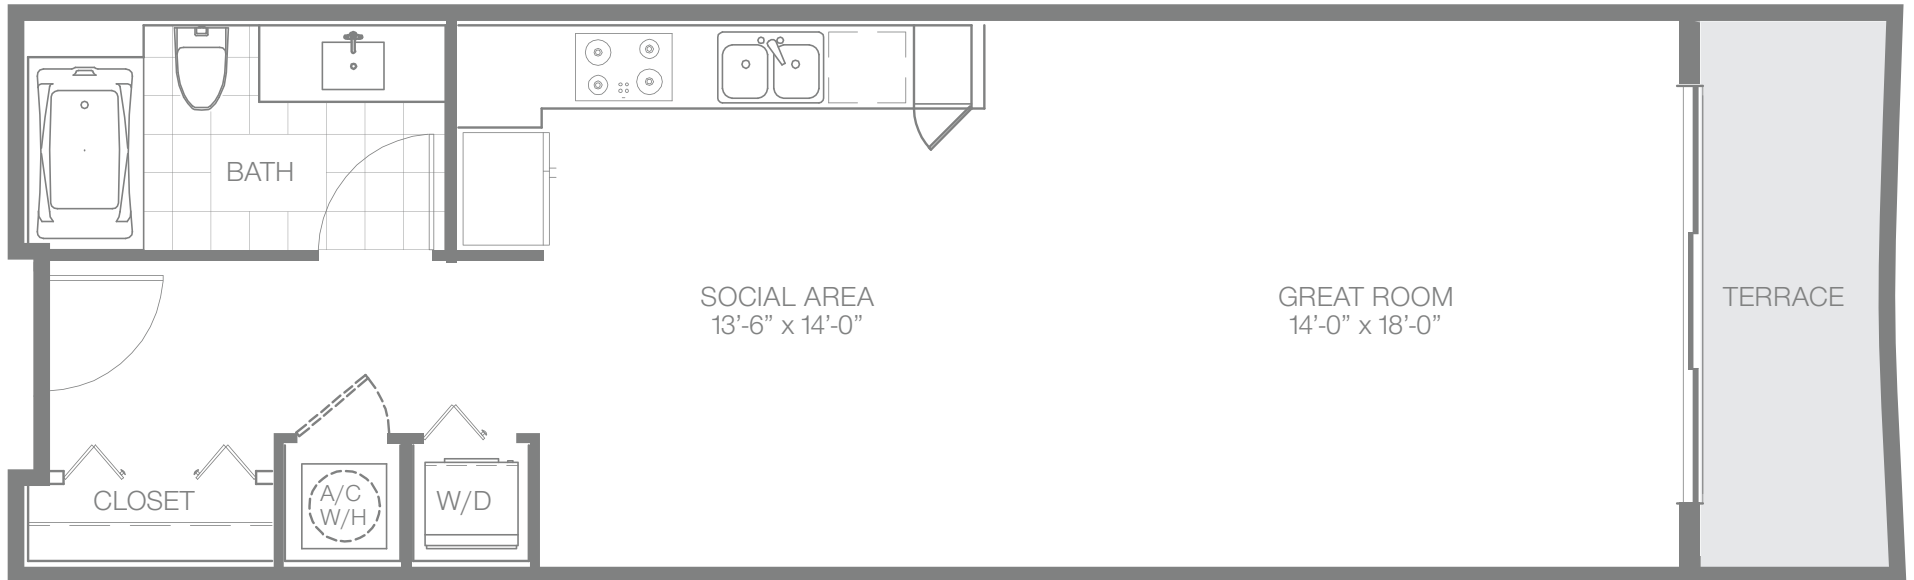 BATH
SOCIAL AREA
13’-6” x 14’-0”
GREAT ROOM
14’-0” x 18’-0”
TERRACE
CLOSET
A/C
W/H
W/D